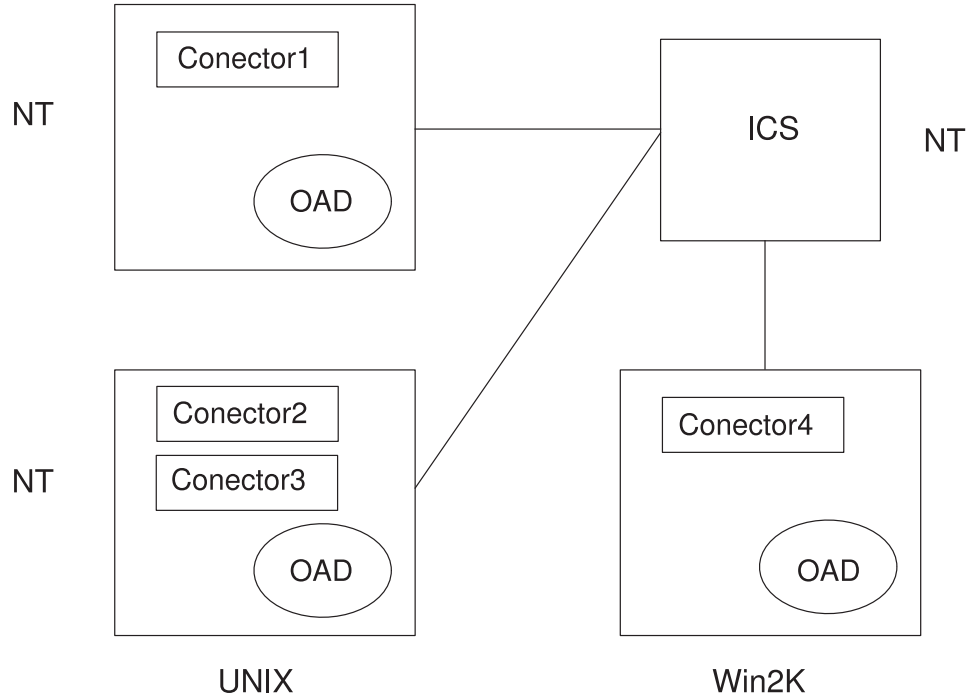 Conector1
NT
OAD
ICS
NT
Conector2
Conector3
NT
OAD
UNIX
Conector4
OAD
Win2K